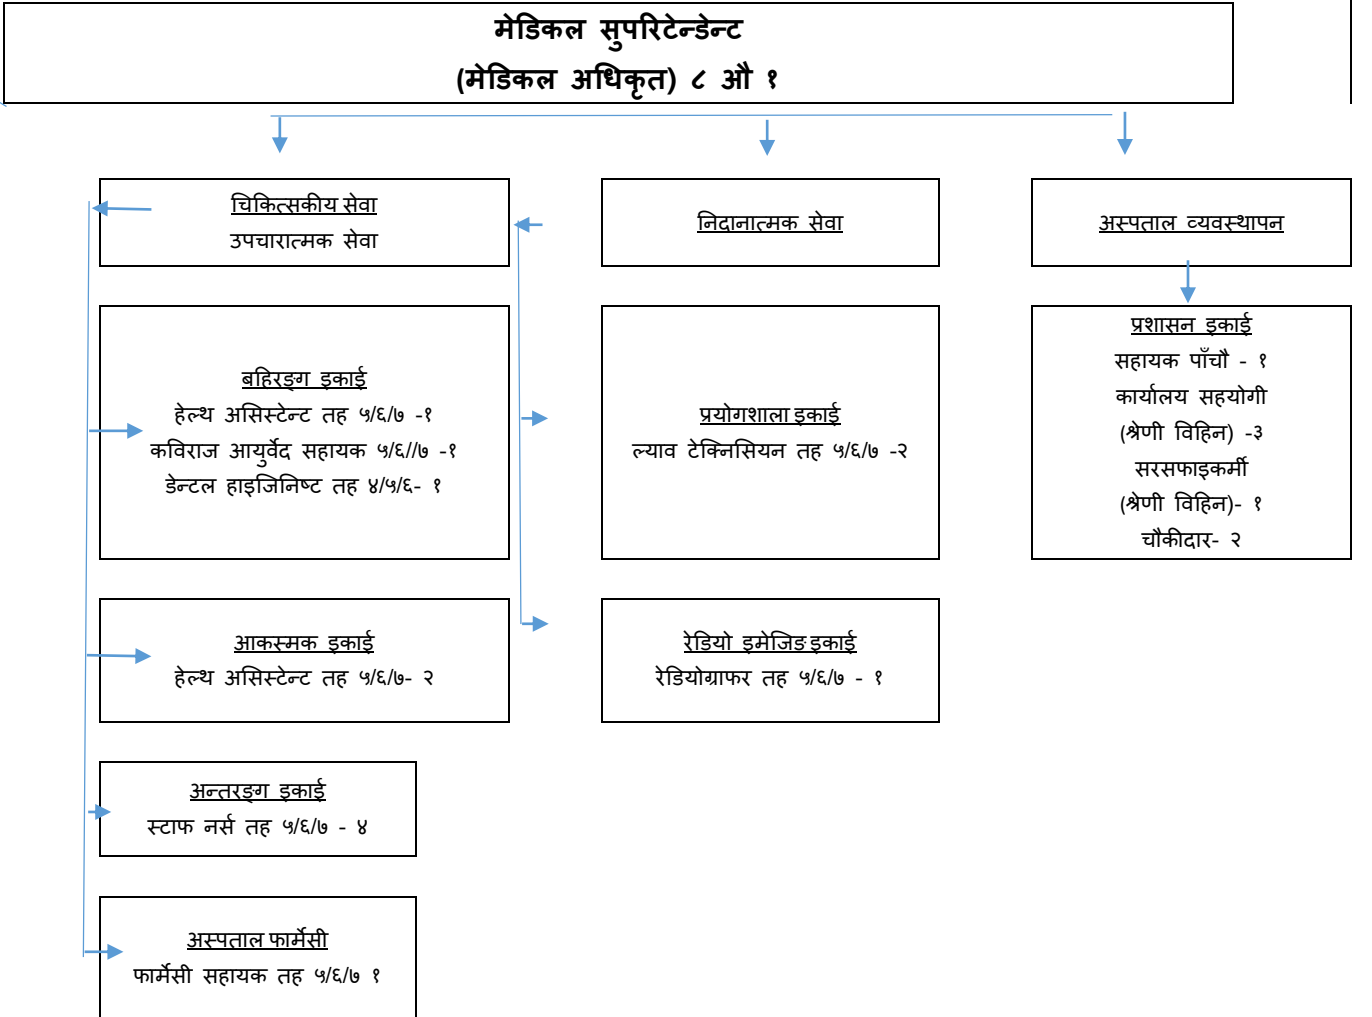 मेडिकल सुपरिटेन्डेन्ट
(मेडिकल अधिकृत) ८ औ १
चिकित्सकीय सेवा
उपचारात्मक सेवा
निदानात्मक सेवा
अस्पताल व्यवस्थापन
बहिरङ्ग इकाई
हेल्थ असिस्टेन्ट तह ५/६/७ -१
कविराज आयुर्वेद सहायक ५/६//७ -१
डेन्टल हाइजिनिष्ट तह ४/५/६- १
प्रयोगशाला इकाई
ल्याव टेक्निसियन तह ५/६/७ -२
प्रशासन इकाई
सहायक पाँचौ - १
कार्यालय सहयोगी
(श्रेणी विहिन) -३
सरसफाइकर्मी
(श्रेणी विहिन)- १
चौकीदार- २
आकस्मक इकाई
हेल्थ असिस्टेन्ट तह ५/६/७- २
रेडियो इमेजिङ इकाई
रेडियोग्राफर तह ५/६/७ - १
अन्तरङ्ग इकाई
स्टाफ नर्स तह ५/६/७ - ४
अस्पताल फार्मेसी
फार्मेसी सहायक तह ५/६/७ १